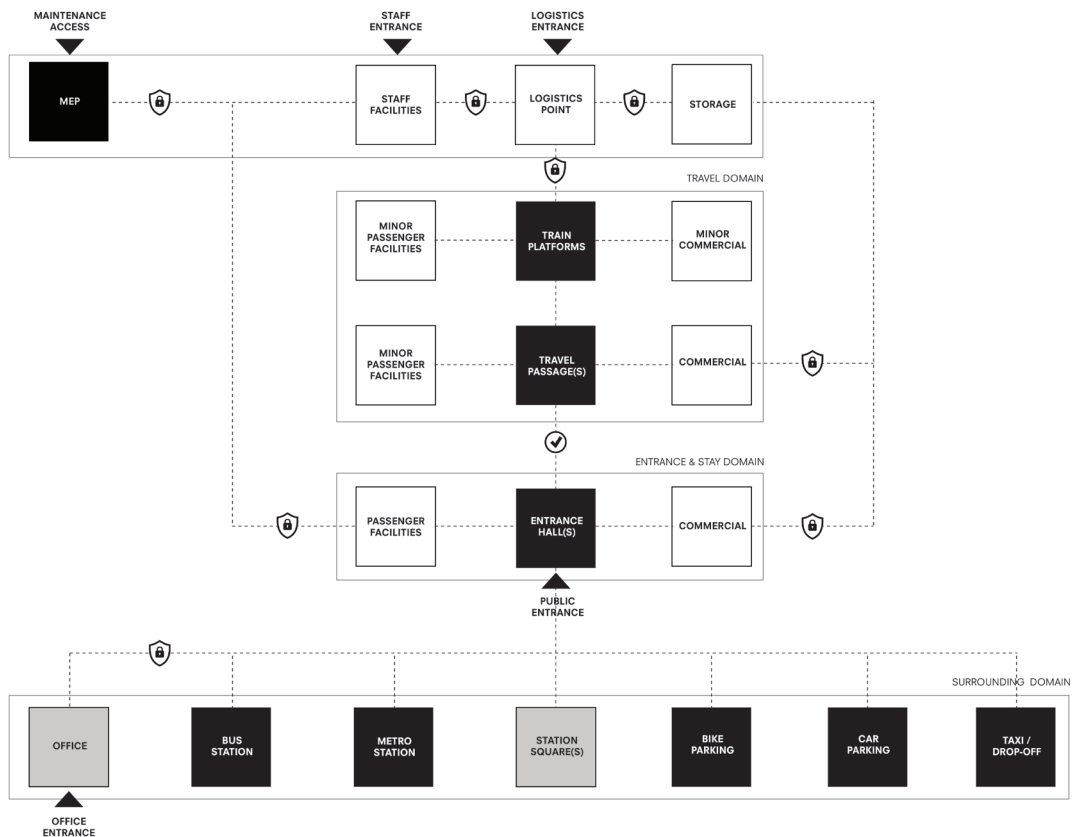 MAINTENANCE
ACCESS
STAFF
ENTRANCE
LOGISTICS
ENTRANCE
MEP
STAFF
FACILITIES
LOGISTICS
POINT
STORAGE
TRAVEL DOMAIN
MINOR
PASSENGER
FACILITIES
TRAIN
PLATFORMS
MINOR
COMMERCIAL
MINOR
PASSENGER
FACILITIES
TRAVEL
PASSAGE(S)
COMMERCIAL
ENTRANCE & STAY DOMAIN
PASSENGER
FACILITIES
ENTRANCE
HALL(S)
COMMERCIAL
PUBLIC
ENTRANCE
SURROUNDING DOMAIN
OFFICE
BUS
STATION
METRO
STATION
STATION
SQUARE(S)
BIKE
PARKING
CAR
PARKING
TAXI /
DROP-OFF
OFFICE
ENTRANCE